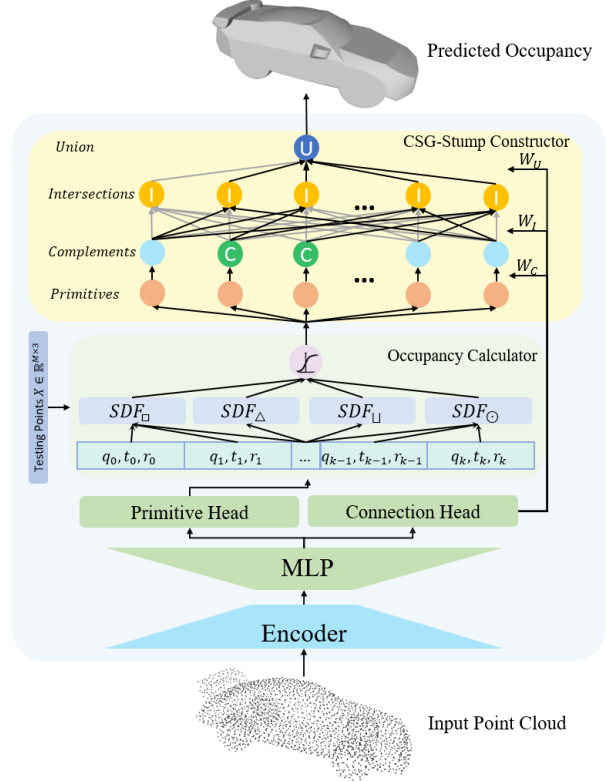 Predicted Occupancy
CSG-Stump Constructor
Union
U
W_U
Intersections
I I I ... I I
W_I
Complements
C C
W_C
...
Primitives
Testing Points X ∈ ℝ^{M×3}
Occupancy Calculator
SDF_□ SDF_△ SDF_⊔ SDF_⊙
q_0, t_0, r_0 q_1, t_1, r_1 ... q_{k−1}, t_{k−1}, r_{k−1} q_k, t_k, r_k
Primitive Head Connection Head
MLP
Encoder
Input Point Cloud